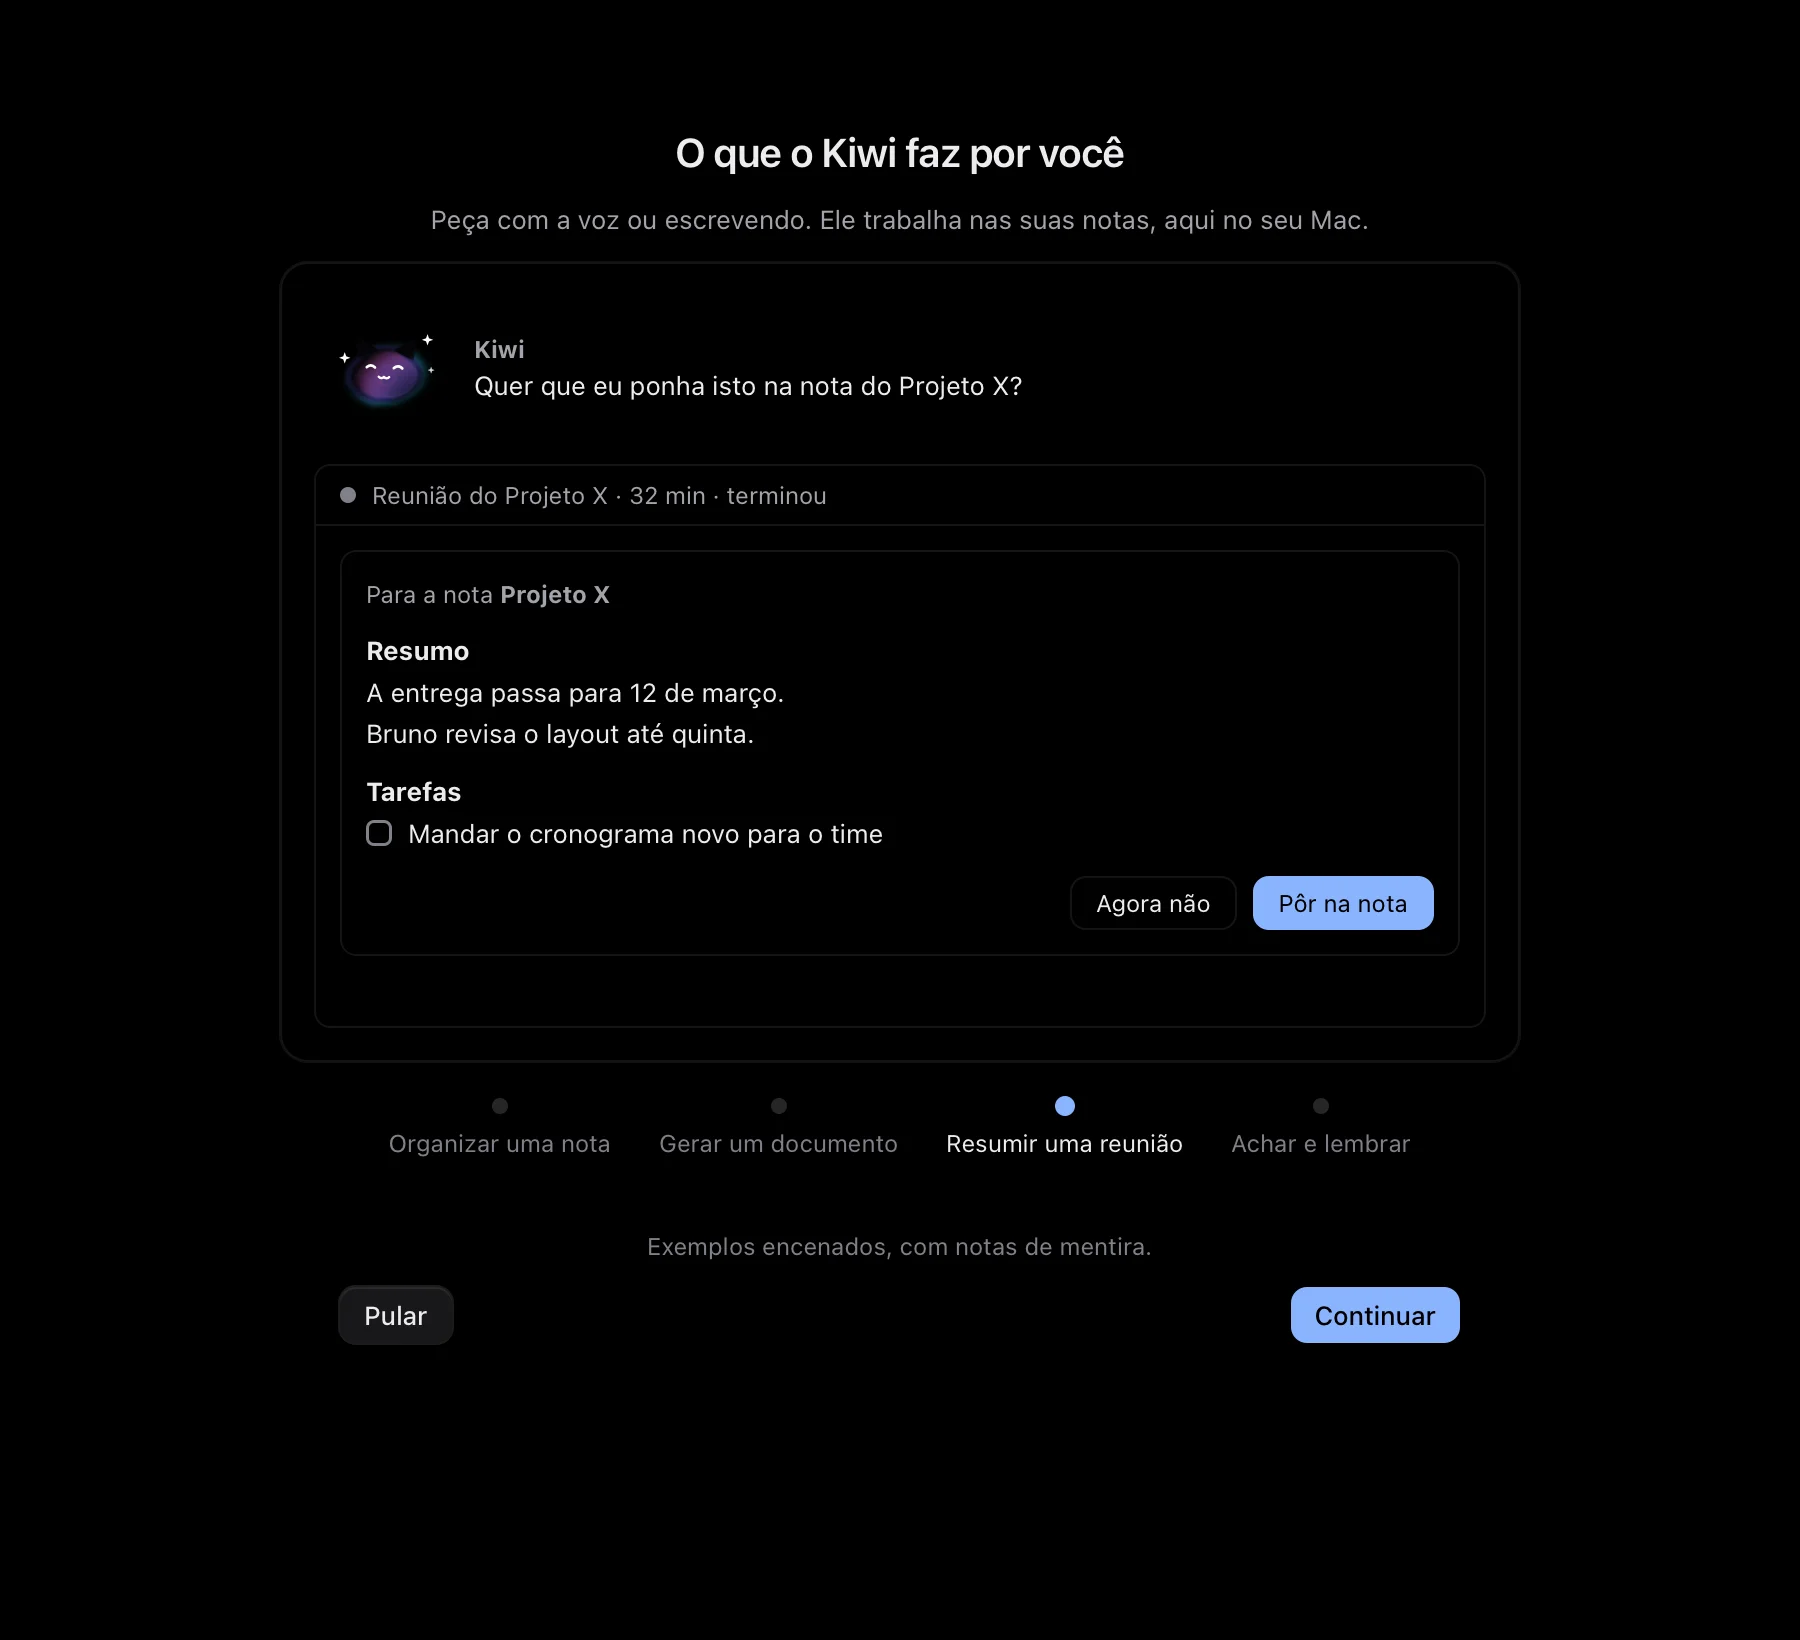 O que o Kiwi faz por você
Peça com a voz ou escrevendo. Ele trabalha nas suas notas, aqui no seu Mac.
Kiwi
Quer que eu ponha isto na nota do Projeto X?
Reunião do Projeto X · 32 min · terminou
Para a nota Projeto X
Resumo
A entrega passa para 12 de março.
Bruno revisa o layout até quinta.
Tarefas
Mandar o cronograma novo para o time
Agora não
Pôr na nota
Organizar uma nota
Gerar um documento
Resumir uma reunião
Achar e lembrar
Exemplos encenados, com notas de mentira.
Pular
Continuar